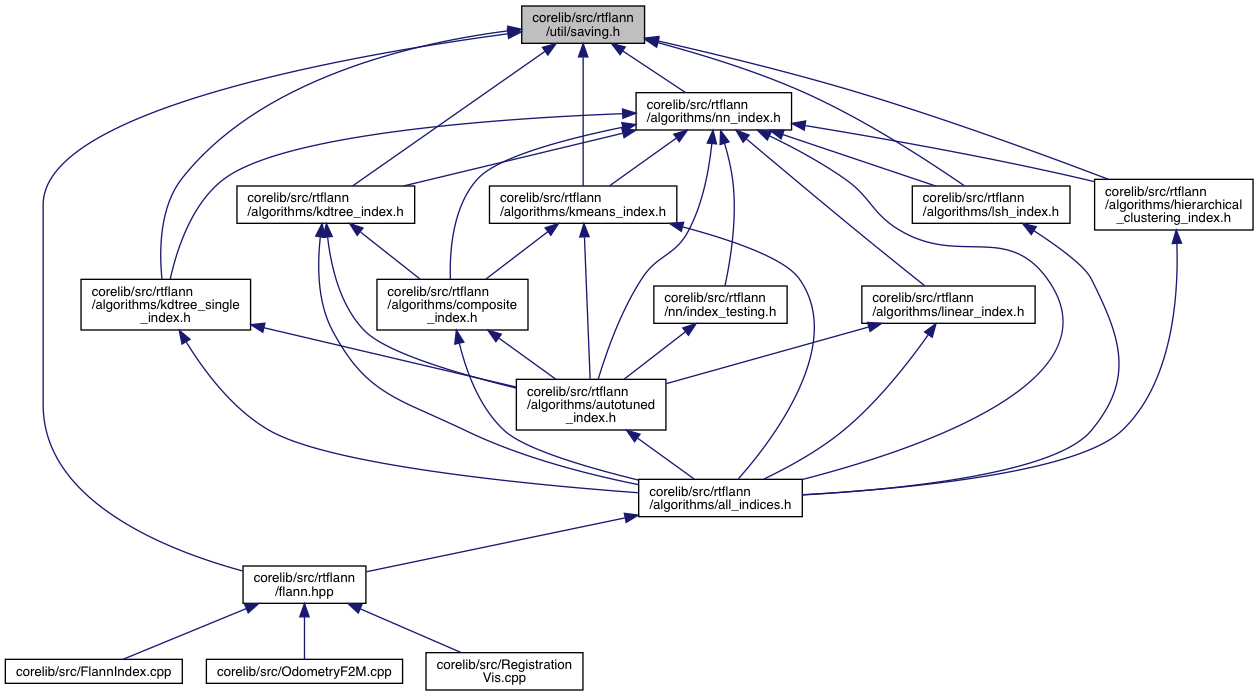 corelib/src/rtflann
/util/saving.h
corelib/src/rtflann
/algorithms/nn_index.h
corelib/src/rtflann
/algorithms/kdtree_index.h
corelib/src/rtflann
/algorithms/kmeans_index.h
corelib/src/rtflann
/algorithms/lsh_index.h
corelib/src/rtflann
/algorithms/hierarchical
_clustering_index.h
corelib/src/rtflann
/algorithms/kdtree_single
_index.h
corelib/src/rtflann
/algorithms/composite
_index.h
corelib/src/rtflann
/nn/index_testing.h
corelib/src/rtflann
/algorithms/linear_index.h
corelib/src/rtflann
/algorithms/autotuned
_index.h
corelib/src/rtflann
/algorithms/all_indices.h
corelib/src/rtflann
/flann.hpp
corelib/src/FlannIndex.cpp
corelib/src/OdometryF2M.cpp
corelib/src/Registration
Vis.cpp